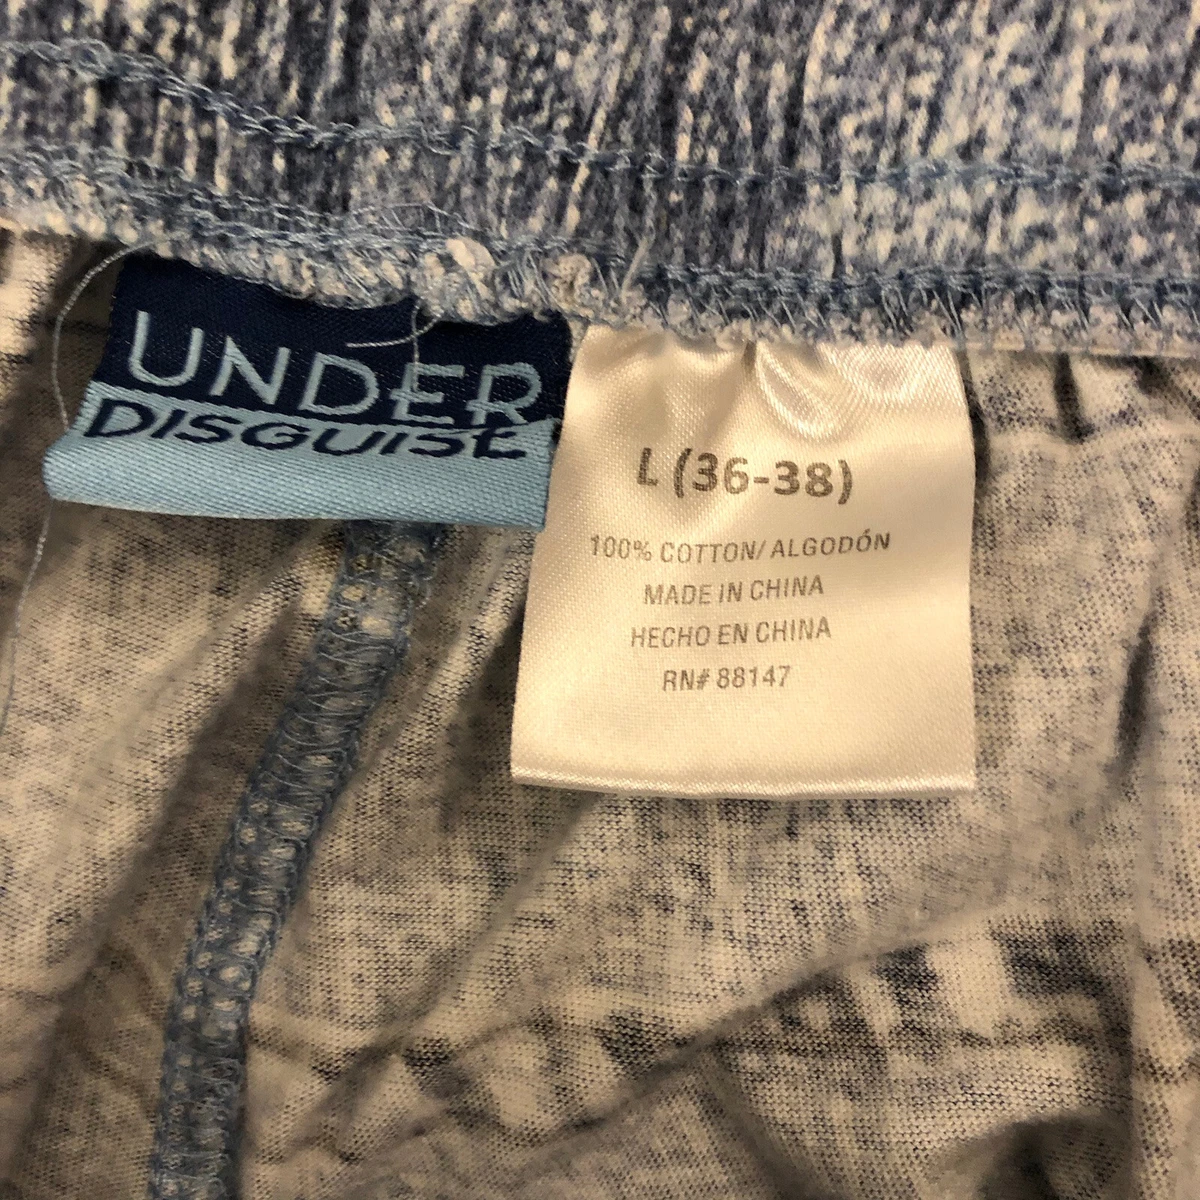 UNDER
DISGUISE
L (36-38)
100% COTTON/ALGODÓN
MADE IN CHINA
HECHO EN CHINA
RN# 88147